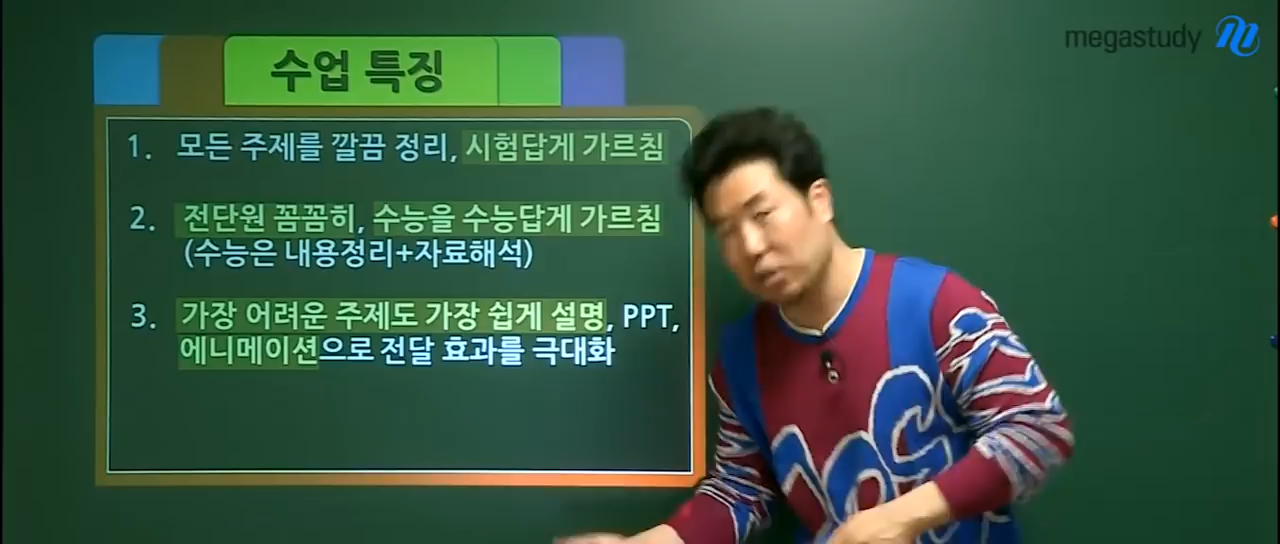 megastudy
수업 특징
1. 모든 주제를 깔끔 정리, 시험답게 가르침
2. 전단원 꼼꼼히, 수능을 수능답게 가르침
(수능은 내용정리+자료해석)
3. 가장 어려운 주제도 가장 쉽게 설명, PPT,
에니메이션으로 전달 효과를 극대화